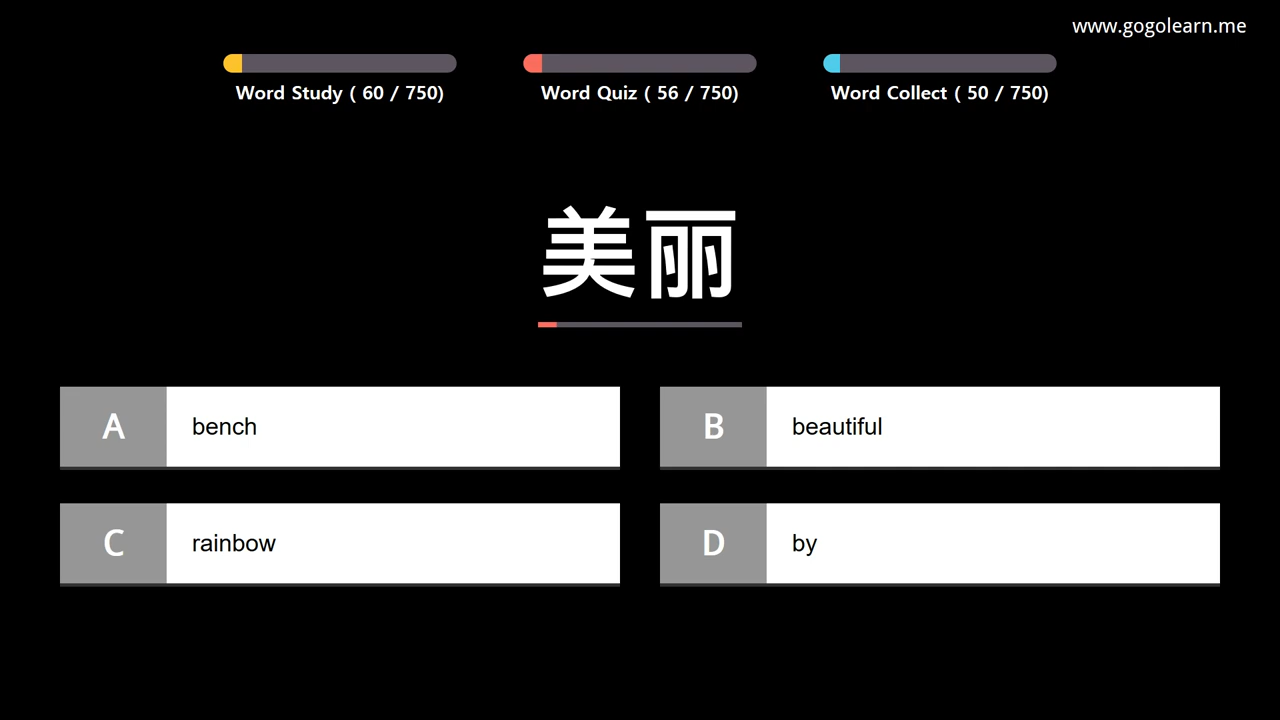 www.gogolearn.me
Word Study ( 60 / 750)
Word Quiz ( 56 / 750)
Word Collect ( 50 / 750)
美丽
A bench
B beautiful
C rainbow
D by